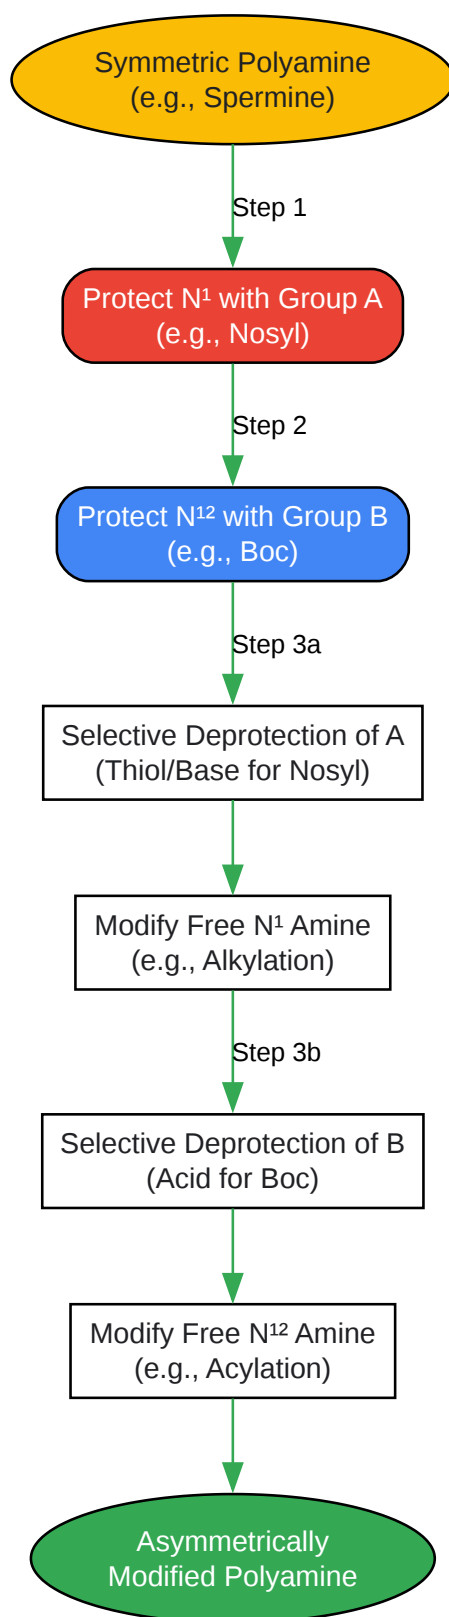 Symmetric Polyamine
(e.g., Spermine)
Step 1
Protect N¹ with Group A
(e.g., Nosyl)
Step 2
Protect N¹² with Group B
(e.g., Boc)
Step 3a
Selective Deprotection of A
(Thiol/Base for Nosyl)
Modify Free N¹ Amine
(e.g., Alkylation)
Step 3b
Selective Deprotection of B
(Acid for Boc)
Modify Free N¹² Amine
(e.g., Acylation)
Asymmetrically
Modified Polyamine